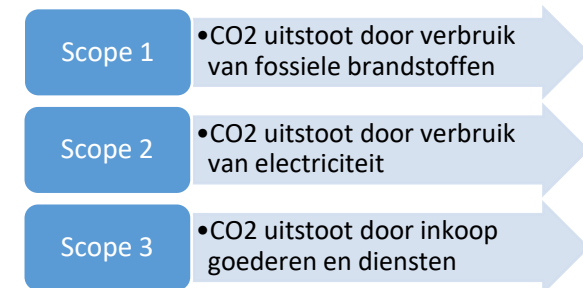 Scope 1
•CO2 uitstoot door verbruik
van fossiele brandstoffen
Scope 2
•CO2 uitstoot door verbruik
van electriciteit
Scope 3
•CO2 uitstoot door inkoop
goederen en diensten